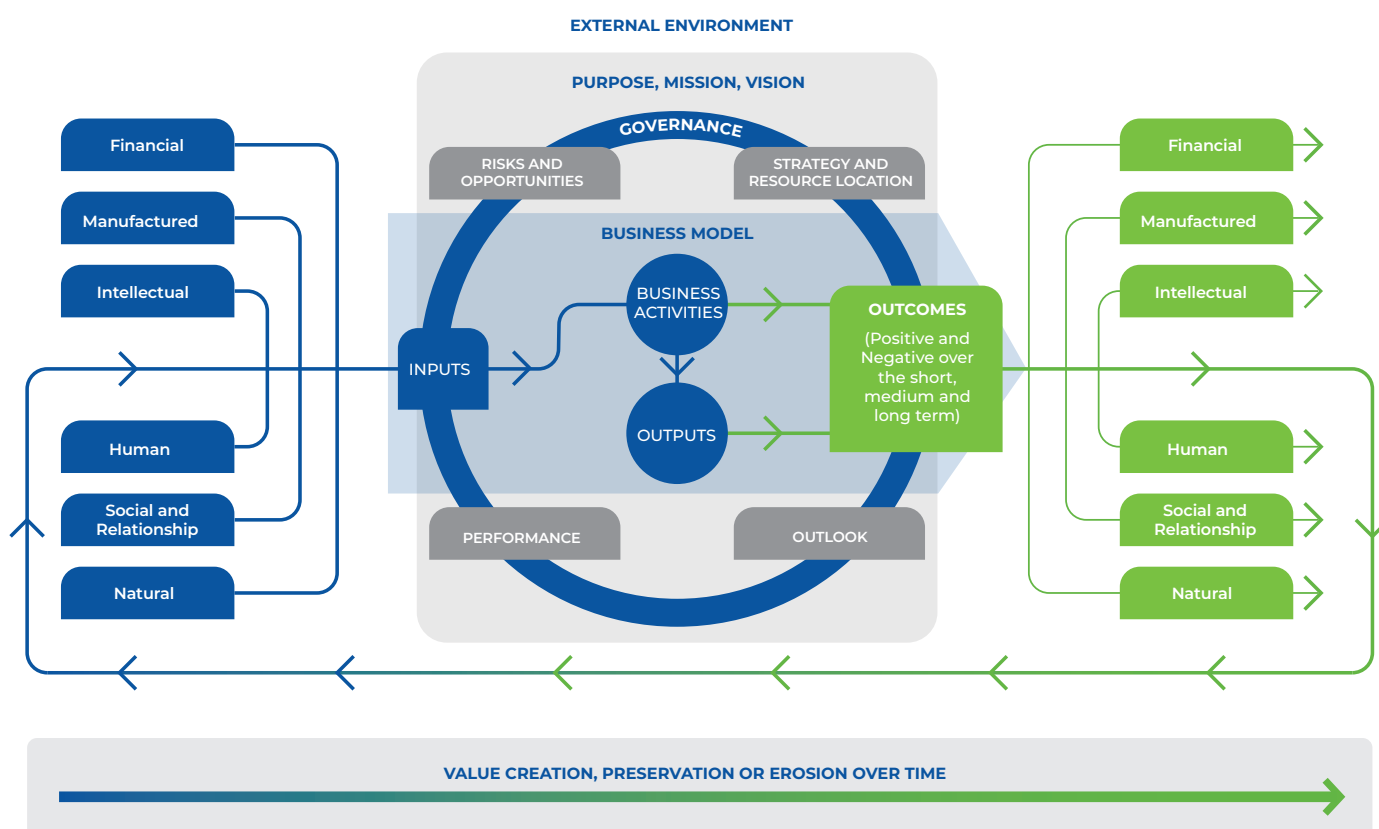 EXTERNAL ENVIRONMENT
PURPOSE, MISSION, VISION
GOVERNANCE
RISKS AND
OPPORTUNITIES
STRATEGY AND
RESOURCE LOCATION
Financial
Manufactured
Intellectual
Human
Social and
Relationship
Natural
BUSINESS MODEL
INPUTS
BUSINESS
ACTIVITIES
OUTPUTS
OUTCOMES
(Positive and
Negative over
the short,
medium and
long term)
PERFORMANCE
OUTLOOK
Financial
Manufactured
Intellectual
Human
Social and
Relationship
Natural
VALUE CREATION, PRESERVATION OR EROSION OVER TIME